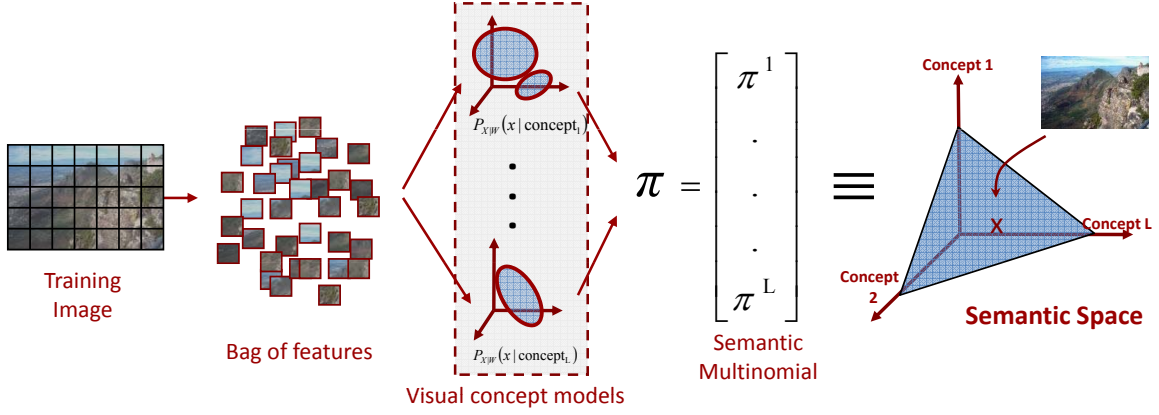 Training
Image
Bag of features
P_{X|W}(x | concept_1)
P_{X|W}(x | concept_L)
Visual concept models
π =
π^1
.
.
.
π^L
Semantic
Multinomial
≡
Concept 1
X
Concept L
Concept
2
Semantic Space